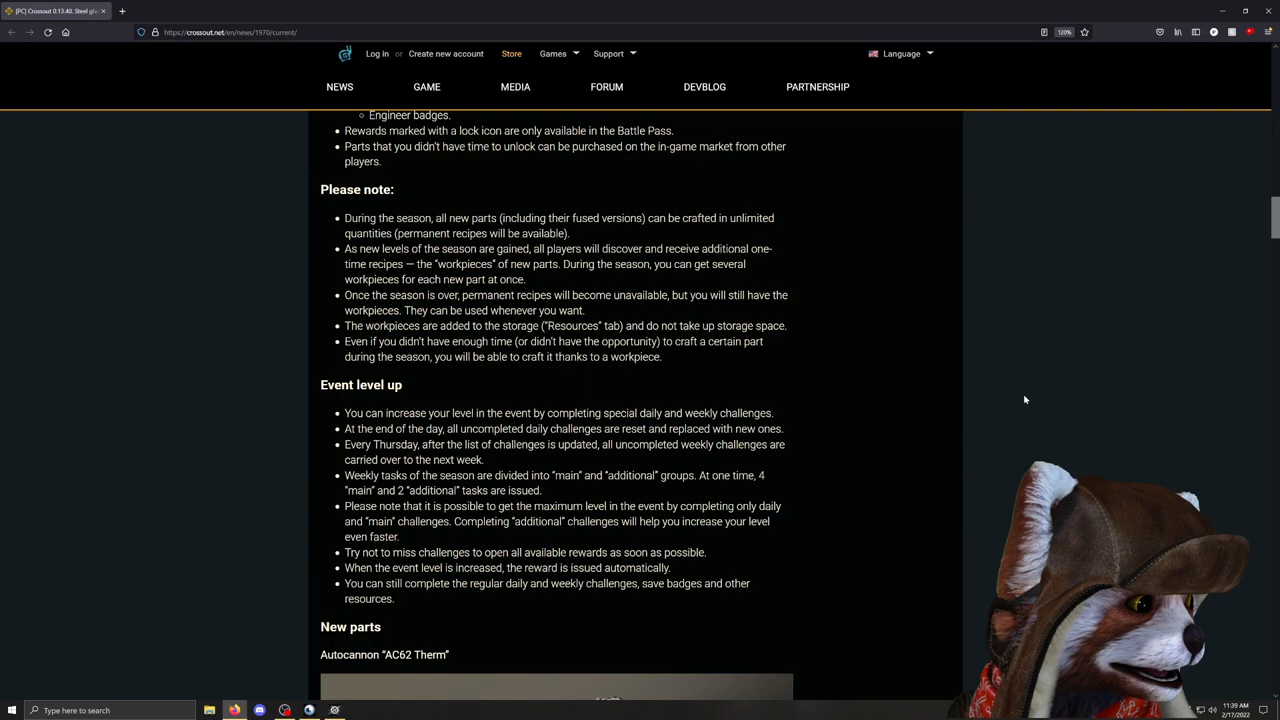 [PC] Crossout 0.13.40. Steel gla
https://crossout.net/en/news/1970/current/
120%
Log in or Create new account Store Games Support Language
NEWS GAME MEDIA FORUM DEVBLOG PARTNERSHIP
Engineer badges.
Rewards marked with a lock icon are only available in the Battle Pass.
Parts that you didn't have time to unlock can be purchased on the in-game market from other
players.
Please note:
During the season, all new parts (including their fused versions) can be crafted in unlimited
quantities (permanent recipes will be available).
As new levels of the season are gained, all players will discover and receive additional one-
time recipes — the “workpieces” of new parts. During the season, you can get several
workpieces for each new part at once.
Once the season is over, permanent recipes will become unavailable, but you will still have the
workpieces. They can be used whenever you want.
The workpieces are added to the storage (“Resources” tab) and do not take up storage space.
Even if you didn't have enough time (or didn't have the opportunity) to craft a certain part
during the season, you will be able to craft it thanks to a workpiece.
Event level up
You can increase your level in the event by completing special daily and weekly challenges.
At the end of the day, all uncompleted daily challenges are reset and replaced with new ones.
Every Thursday, after the list of challenges is updated, all uncompleted weekly challenges are
carried over to the next week.
Weekly tasks of the season are divided into “main” and “additional” groups. At one time, 4
“main” and 2 “additional” tasks are issued.
Please note that it is possible to get the maximum level in the event by completing only daily
and “main” challenges. Completing “additional” challenges will help you increase your level
even faster.
Try not to miss challenges to open all available rewards as soon as possible.
When the event level is increased, the reward is issued automatically.
You can still complete the regular daily and weekly challenges, save badges and other
resources.
New parts
Autocannon “AC62 Therm”
Type here to search
11:39 AM
2/17/2022